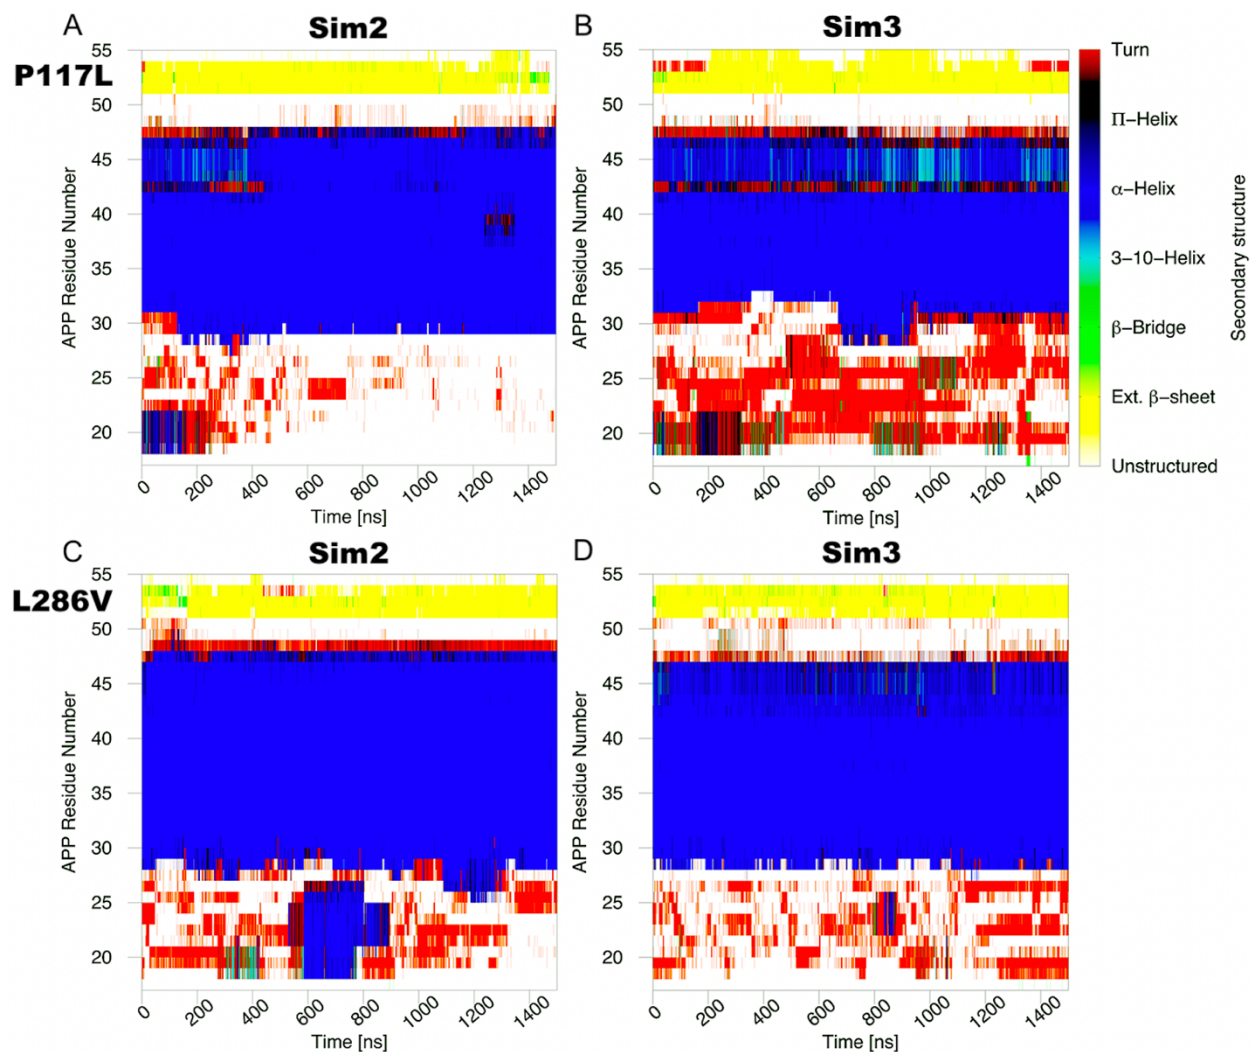 A Sim2
B Sim3
P117L
55
50
45
40
35
30
25
20
APP Residue Number
0 200 400 600 800 1000 1200 1400
Time [ns]
55
50
45
40
35
30
25
20
APP Residue Number
0 200 400 600 800 1000 1200 1400
Time [ns]
Turn
Π-Helix
α-Helix
3-10-Helix
β-Bridge
Ext. β-sheet
Unstructured
Secondary structure
C Sim2
D Sim3
L286V
55
50
45
40
35
30
25
20
APP Residue Number
0 200 400 600 800 1000 1200 1400
Time [ns]
55
50
45
40
35
30
25
20
APP Residue Number
0 200 400 600 800 1000 1200 1400
Time [ns]